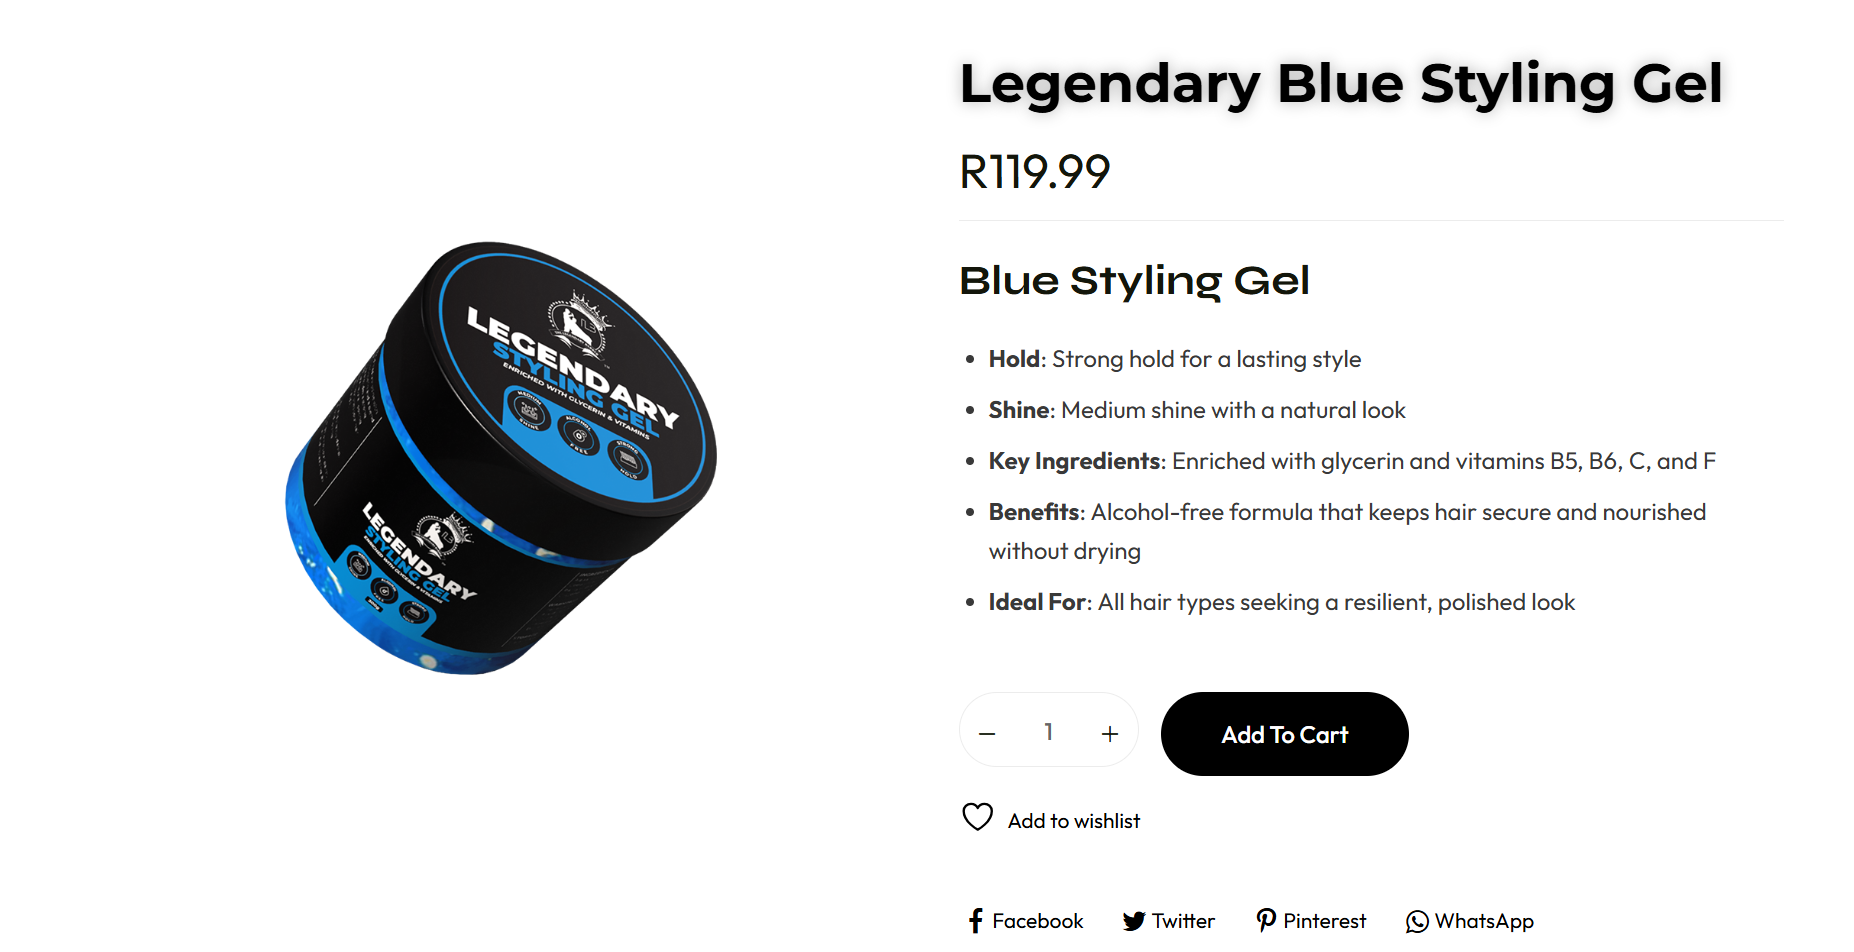 Legendary Blue Styling Gel
R119.99
Blue Styling Gel
Hold: Strong hold for a lasting style
Shine: Medium shine with a natural look
Key Ingredients: Enriched with glycerin and vitamins B5, B6, C, and F
Benefits: Alcohol-free formula that keeps hair secure and nourished
without drying
Ideal For: All hair types seeking a resilient, polished look
− 1 +
Add To Cart
Add to wishlist
Facebook Twitter Pinterest WhatsApp
LEGENDARY
STYLING GEL
ENRICHED WITH GLYCERIN & VITAMINS
MEDIUM
SHINE
ALCOHOL
FREE
STRONG
HOLD
LEGENDARY
STYLING GEL
ENRICHED WITH GLYCERIN & VITAMINS